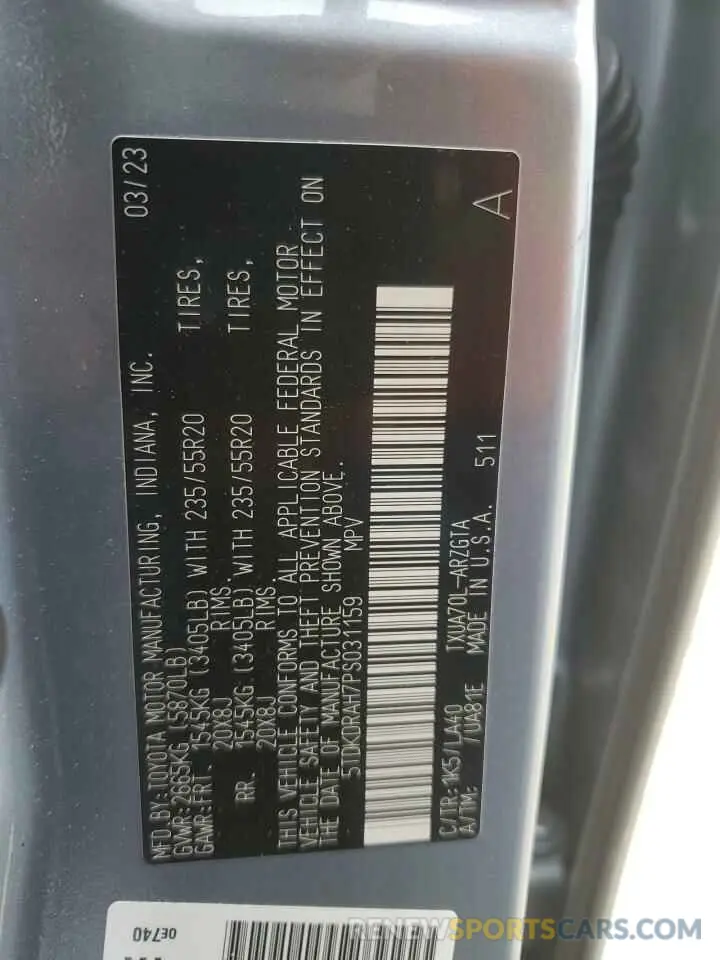 MFD.BY:TOYOTA MOTOR MANUFACTURING, INDIANA, INC. 03/23
GVWR:2665KG (5870LB)
GAWR:FRT. 1545KG (3405LB) WITH 235/55R20 TIRES,
20X8J RIMS.
RR. 1545KG (3405LB) WITH 235/55R20 TIRES,
20X8J RIMS.
THIS VEHICLE CONFORMS TO ALL APPLICABLE FEDERAL MOTOR
VEHICLE SAFETY AND THEFT PREVENTION STANDARDS IN EFFECT ON
THE DATE OF MANUFACTURE SHOWN ABOVE.
5TDKDRAH7PS031159 MPV
C/TR:1K5/LA40 TXUA70L-ARZGTA
A/TM: /UA81E MADE IN U.S.A. 511 A
0E740
RENEWSPORTSCARS.COM